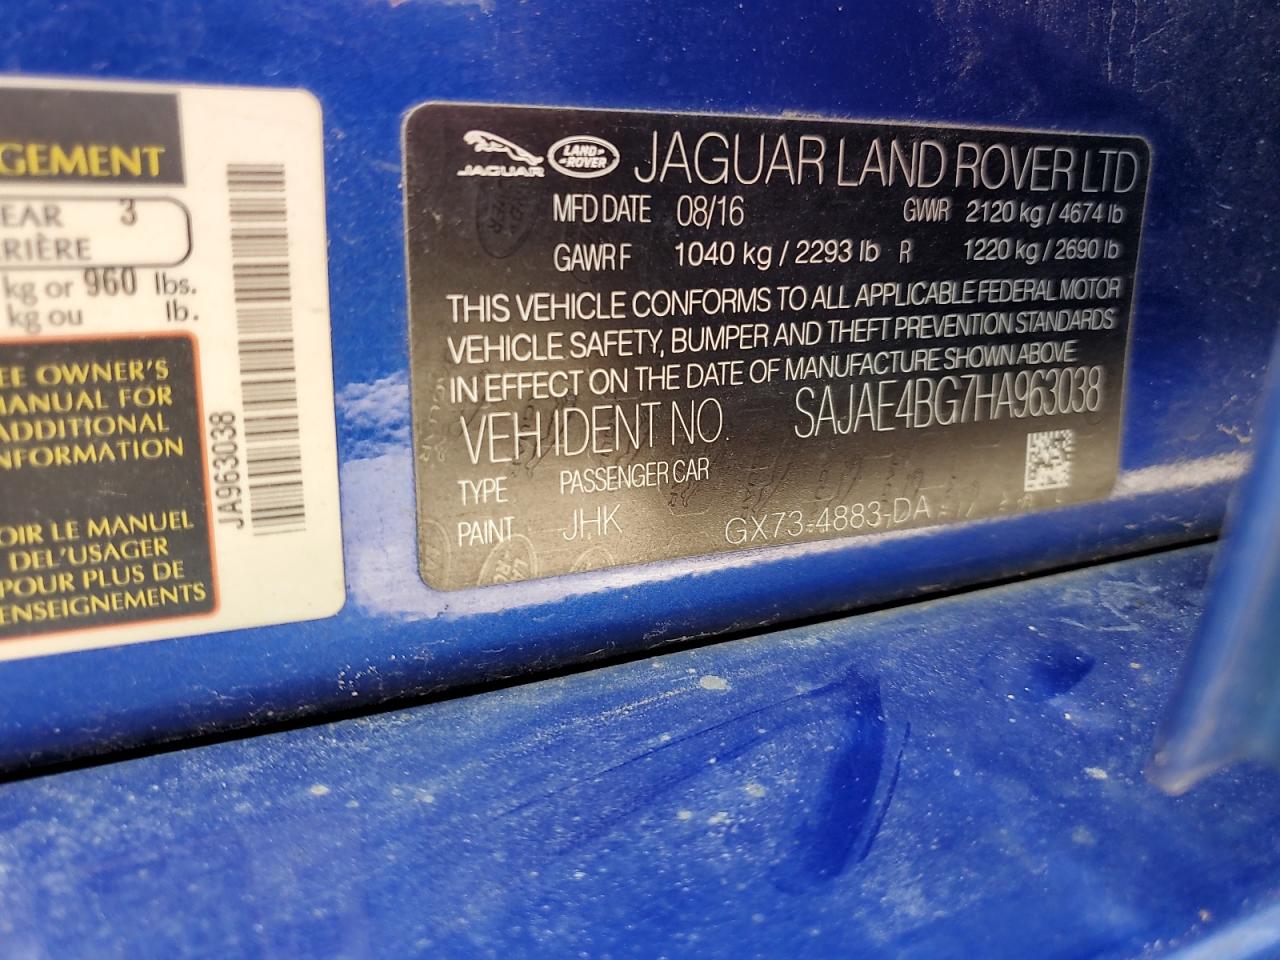 GEMENT
EAR 3
RIÈRE
kg or 960 lbs.
kg ou lb.
EE OWNER'S
MANUAL FOR
ADDITIONAL
NFORMATION
OIR LE MANUEL
DEL'USAGER
POUR PLUS DE
ENSEIGNEMENTS
JA963038
JAGUAR LAND-ROVER JAGUAR LAND ROVER LTD
MFD DATE 08/16 GVWR 2120 kg / 4674 lb
GAWR F 1040 kg / 2293 lb R 1220 kg / 2690 lb
THIS VEHICLE CONFORMS TO ALL APPLICABLE FEDERAL MOTOR
VEHICLE SAFETY, BUMPER AND THEFT PREVENTION STANDARDS
IN EFFECT ON THE DATE OF MANUFACTURE SHOWN ABOVE
VEH IDENT NO. SAJAE4BG7HA963038
TYPE PASSENGER CAR
PAINT JHK GX73-4883-DA